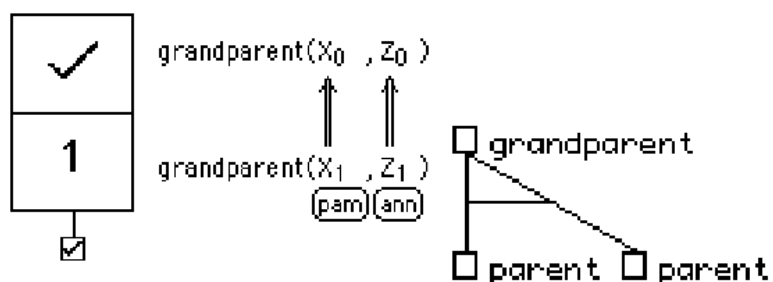 grandparent(X0 ,Z0 )
1
grandparent(X1 ,Z1 )
pam ann
grandparent
parent parent